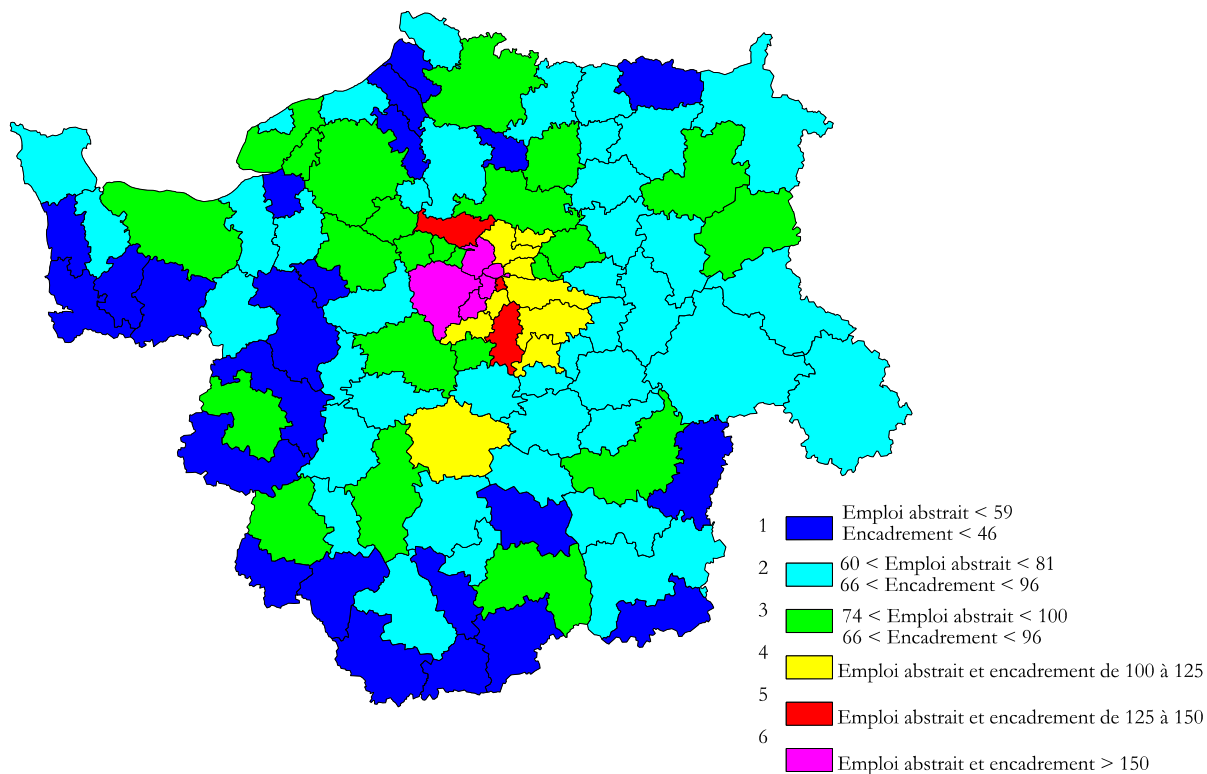 1 Emploi abstrait < 59
Encadrement < 46
2 60 < Emploi abstrait < 81
66 < Encadrement < 96
3 74 < Emploi abstrait < 100
66 < Encadrement < 96
4 Emploi abstrait et encadrement de 100 à 125
5 Emploi abstrait et encadrement de 125 à 150
6 Emploi abstrait et encadrement > 150